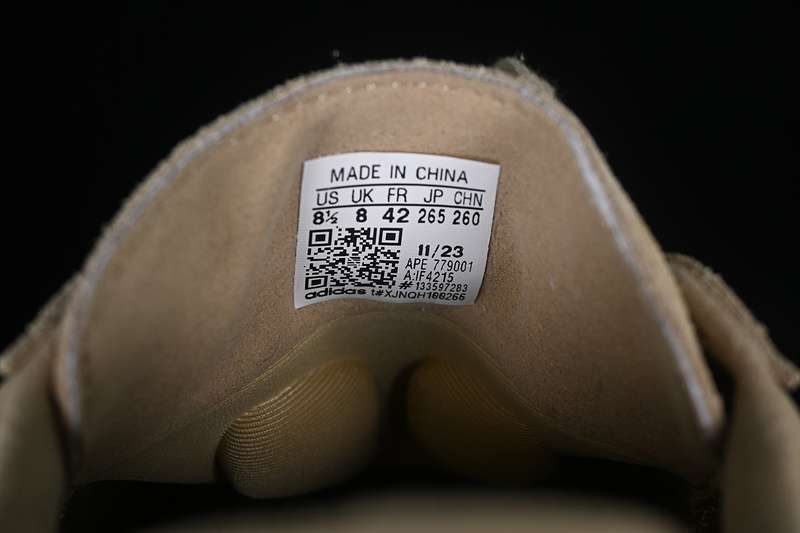 MADE IN CHINA
US UK FR JP CHN
8½ 8 42 265 260
11/23
APE 779001
A:IF4215
# 133597283
adidas t#XJNQH100266